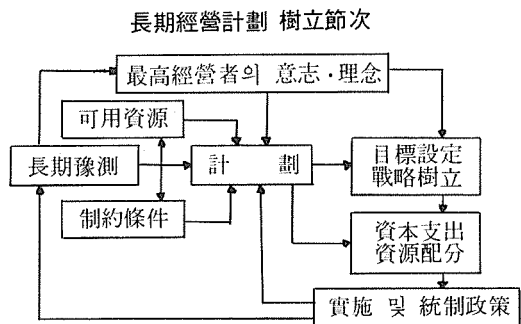 長期經營計劃 樹立節次
最高經營者의 意志·理念
可用資源
長期豫測
計 劃
目標設定
戰略樹立
制約條件
資本支出
資源配分
實施 및 統制政策